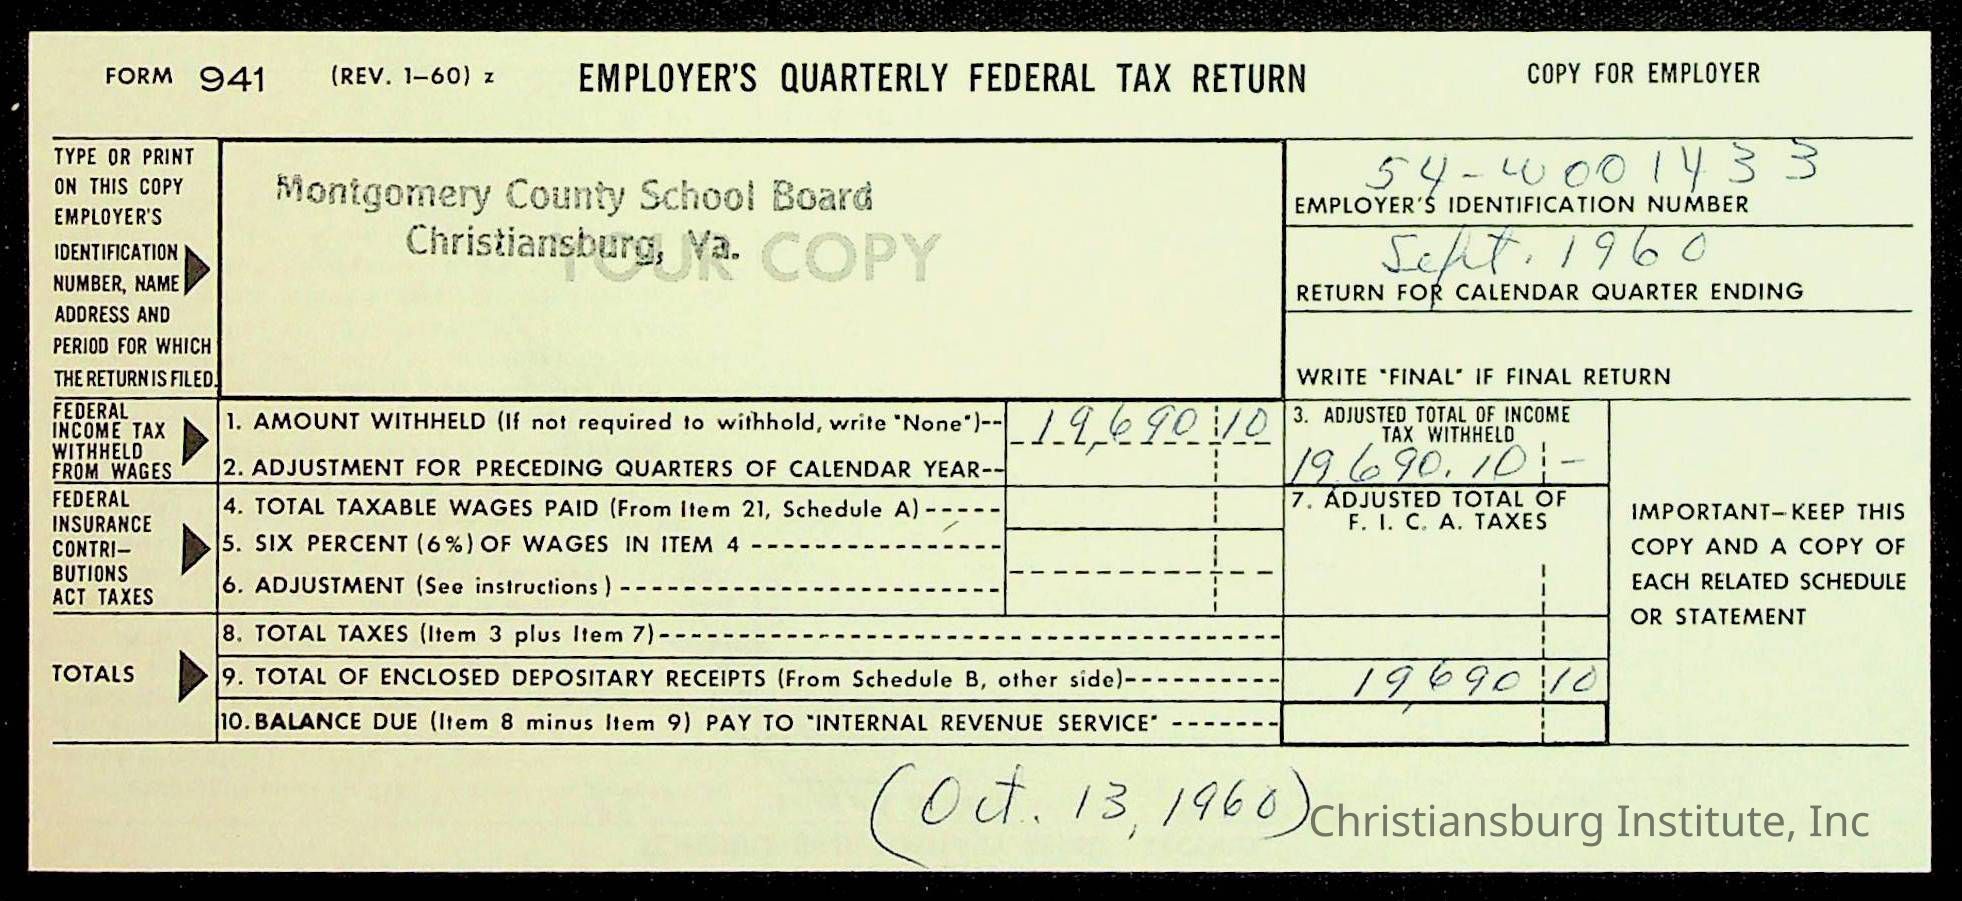 FORM 941 (REV. 1-60) z EMPLOYER'S QUARTERLY FEDERAL TAX RETURN COPY FOR EMPLOYER
TYPE OR PRINT
ON THIS COPY
EMPLOYER'S
IDENTIFICATION
NUMBER, NAME
ADDRESS AND
PERIOD FOR WHICH
THE RETURN IS FILED.
Montgomery County School Board
Christiansburg, Va.
YOUR COPY
54-6001433
EMPLOYER'S IDENTIFICATION NUMBER
Sept. 1960
RETURN FOR CALENDAR QUARTER ENDING
WRITE "FINAL" IF FINAL RETURN
FEDERAL
INCOME TAX
WITHHELD
FROM WAGES
1. AMOUNT WITHHELD (If not required to withhold, write "None")-- 19,690 10
2. ADJUSTMENT FOR PRECEDING QUARTERS OF CALENDAR YEAR--
3. ADJUSTED TOTAL OF INCOME
TAX WITHHELD
19,690.10 -
FEDERAL
INSURANCE
CONTRI-
BUTIONS
ACT TAXES
4. TOTAL TAXABLE WAGES PAID (From Item 21, Schedule A)-----
5. SIX PERCENT (6%) OF WAGES IN ITEM 4 ----------------
6. ADJUSTMENT (See instructions) ------------------------
7. ADJUSTED TOTAL OF
F. I. C. A. TAXES
IMPORTANT-KEEP THIS
COPY AND A COPY OF
EACH RELATED SCHEDULE
OR STATEMENT
TOTALS
8. TOTAL TAXES (Item 3 plus Item 7)---------------------------------------
9. TOTAL OF ENCLOSED DEPOSITARY RECEIPTS (From Schedule B, other side)---------- 19,690 10
10. BALANCE DUE (Item 8 minus Item 9) PAY TO "INTERNAL REVENUE SERVICE" -------
(Oct. 13, 1960)
Christiansburg Institute, Inc